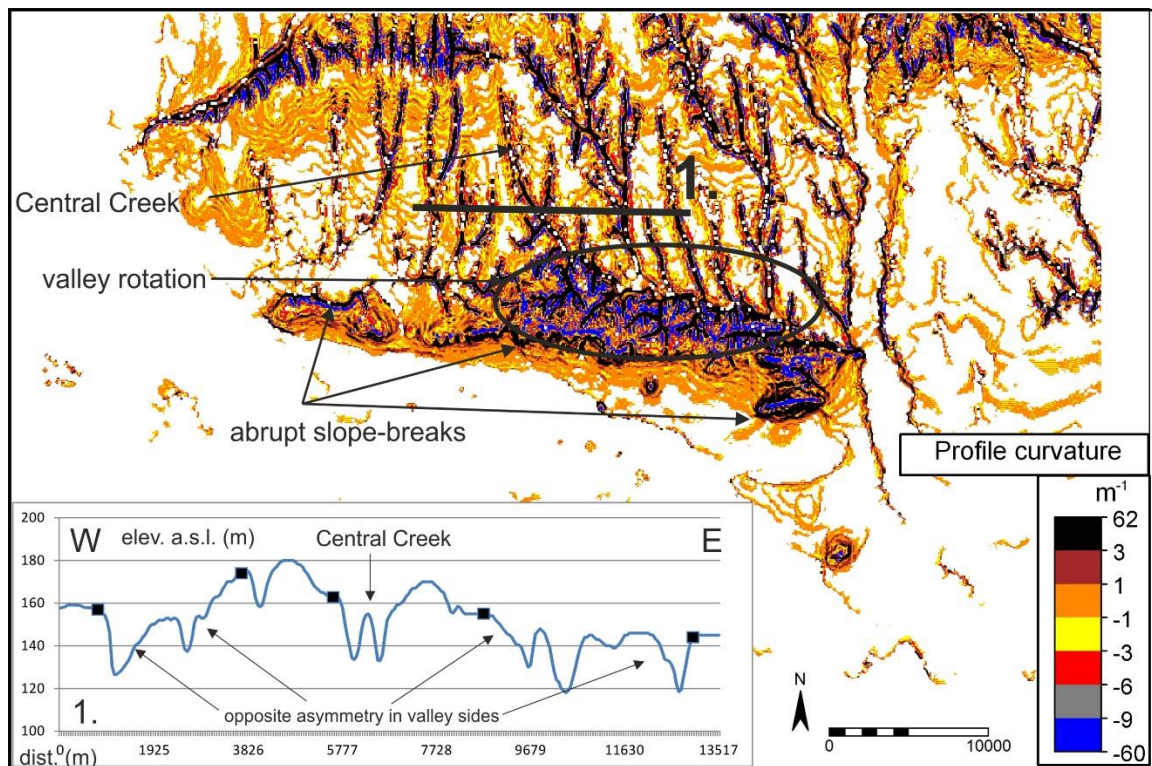 1.
Central Creek
valley rotation
abrupt slope-breaks
Profile curvature
m⁻¹
62
3
1
-1
-3
-6
-9
-60
N
0 10000
200
180
160
140
120
100
W elev. a.s.l. (m) Central Creek E
opposite asymmetry in valley sides
1.
dist.⁰(m) 0 1925 3826 5777 7728 9679 11630 13517